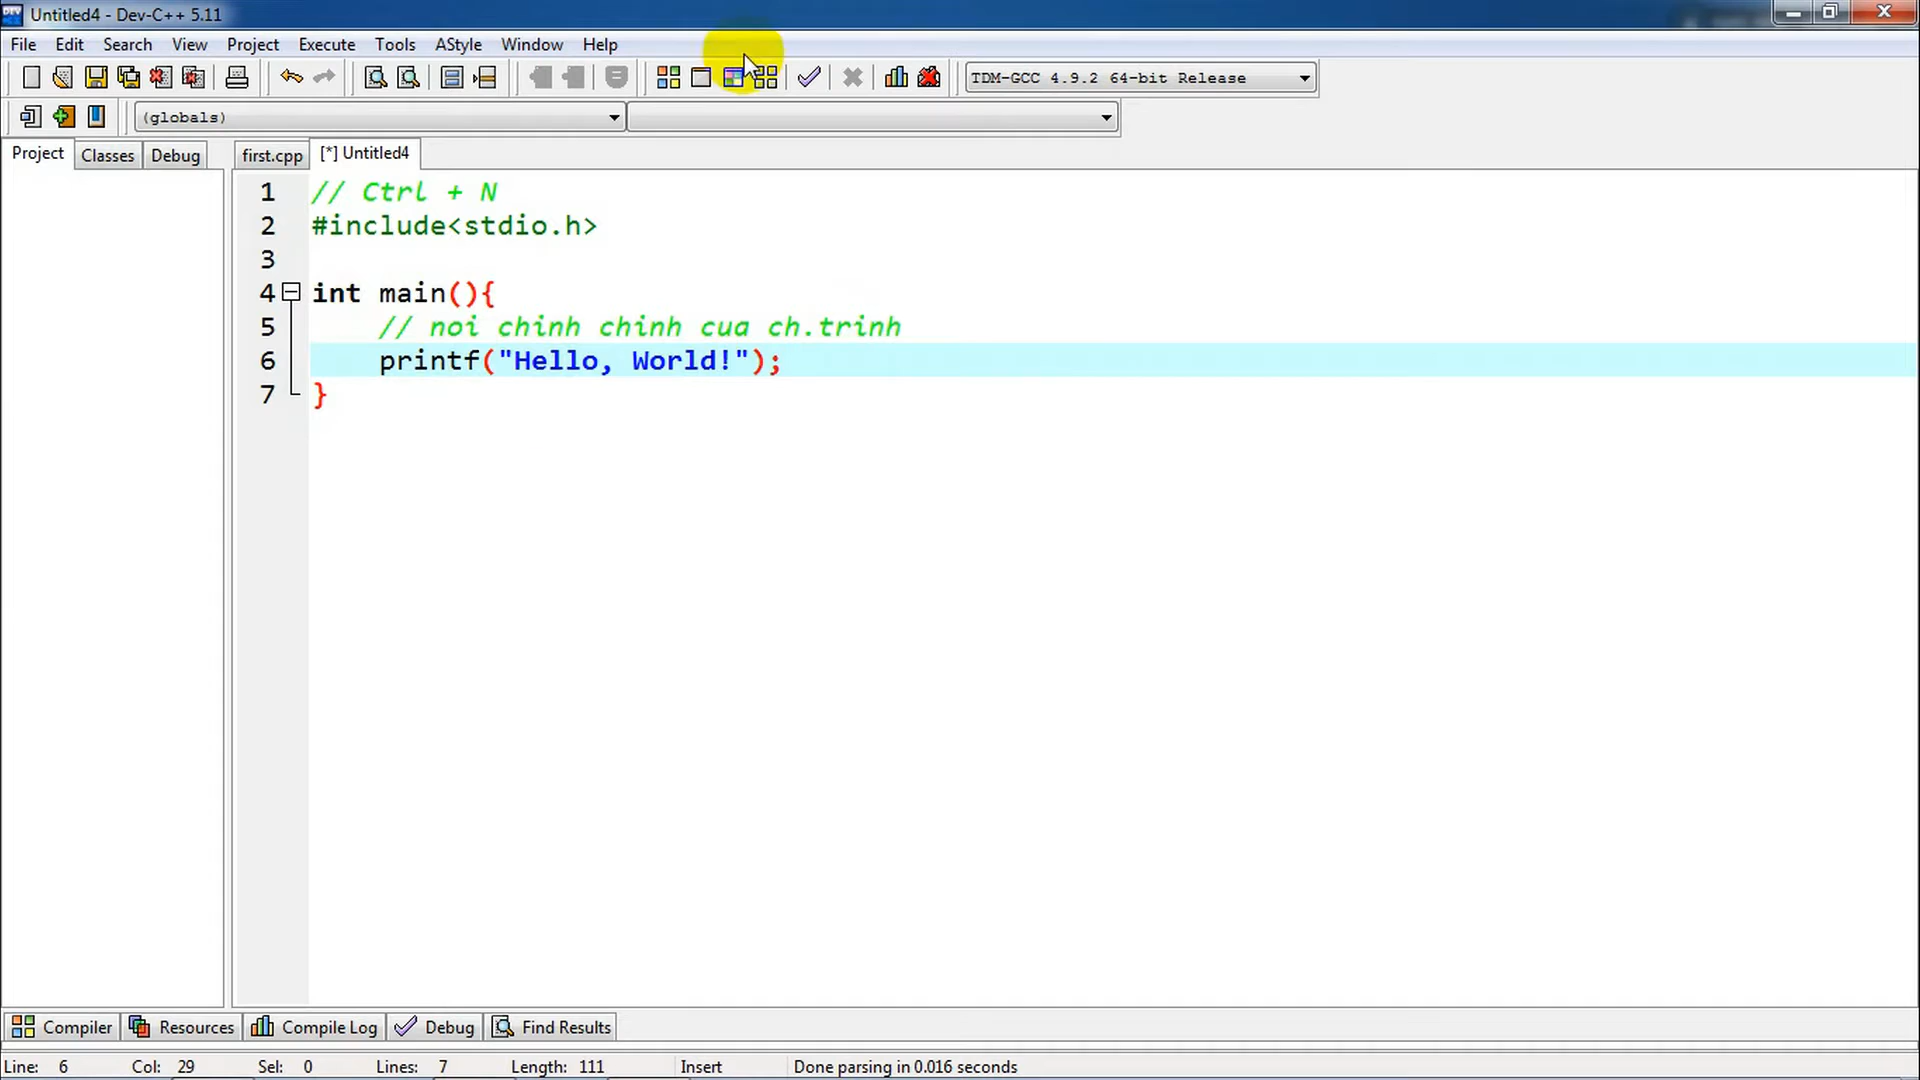 Untitled4 - Dev-C++ 5.11
File Edit Search View Project Execute Tools AStyle Window Help
TDM-GCC 4.9.2 64-bit Release
(globals)
Project Classes Debug first.cpp [*] Untitled4
1 // Ctrl + N
2 #include<stdio.h>
3
4 int main(){
5 // noi chinh chinh cua ch.trinh
6 printf("Hello, World!");
7 }
Compiler Resources Compile Log Debug Find Results
Line: 6 Col: 29 Sel: 0 Lines: 7 Length: 111 Insert Done parsing in 0.016 seconds